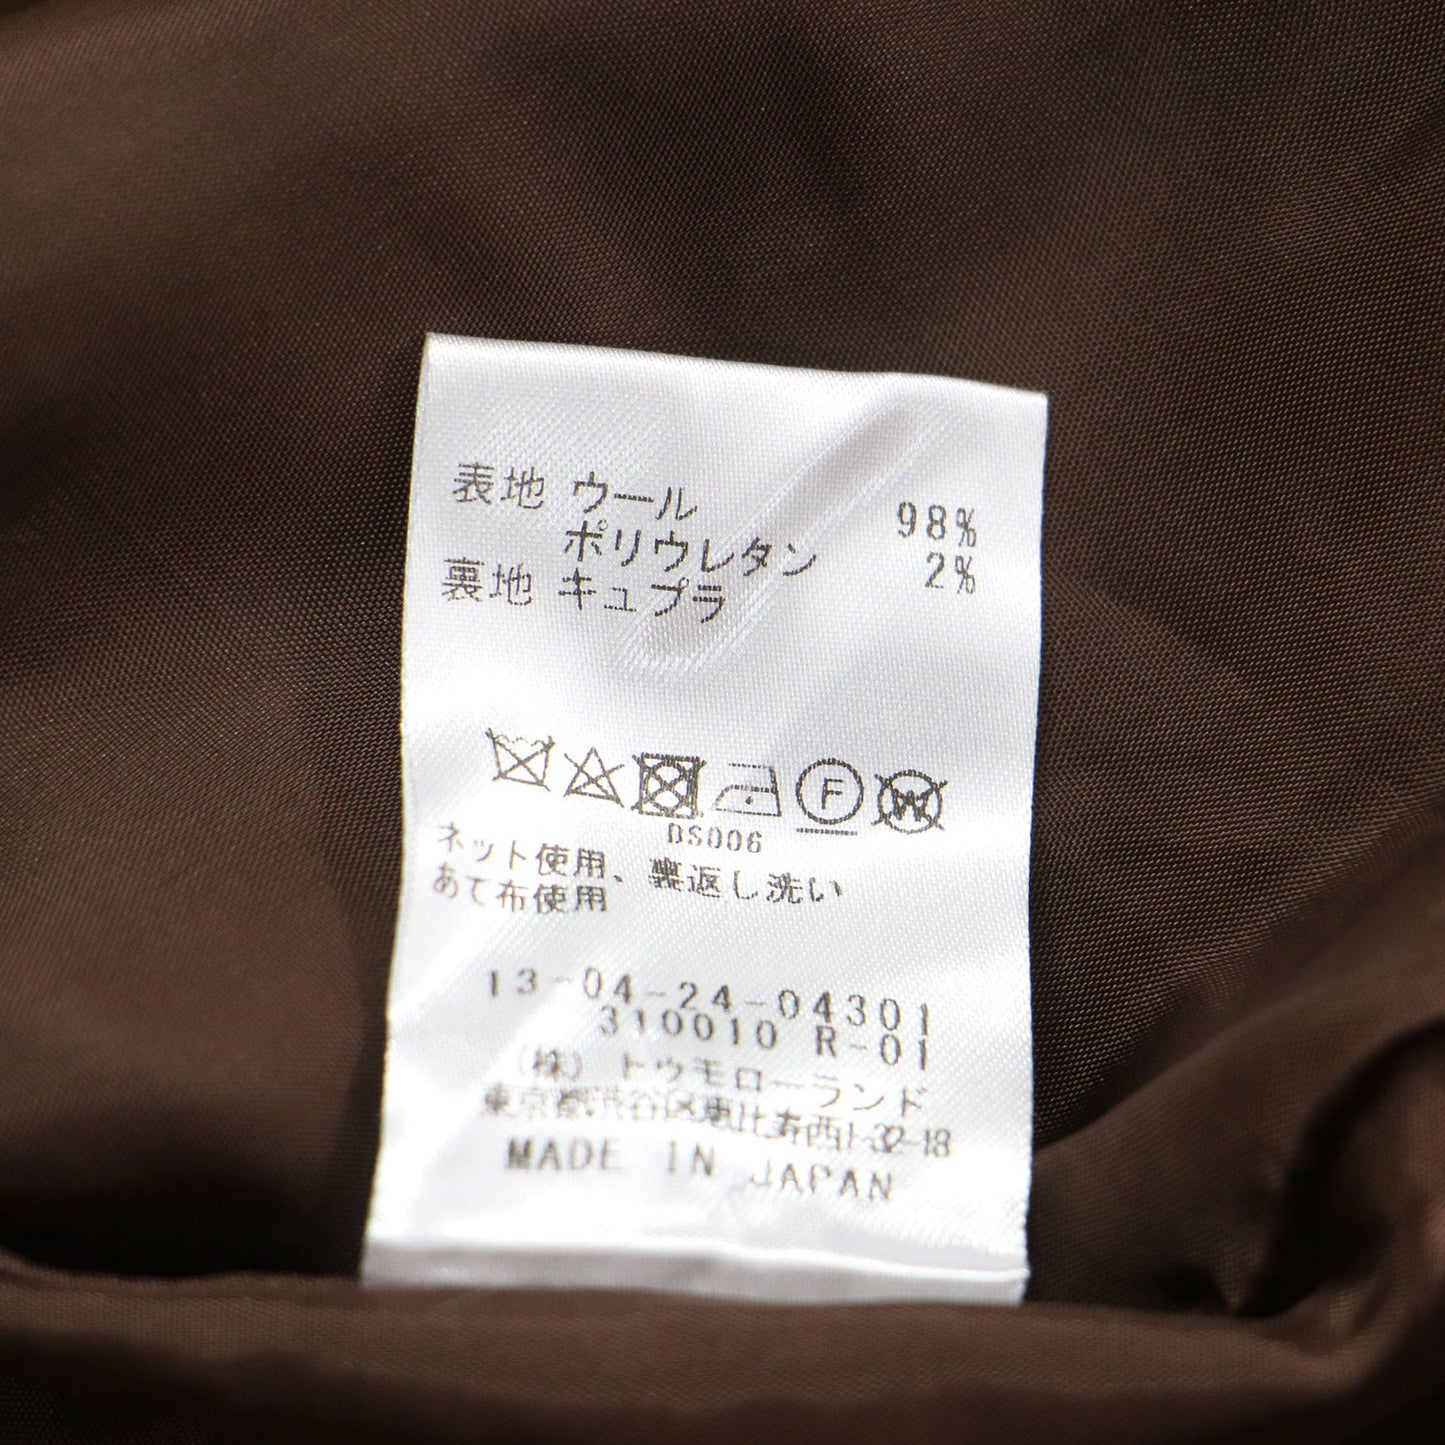 表地 ウール 98%
ポリウレタン 2%
裏地 キュプラ
F
W
DS006
ネット使用、裏返し洗い
あて布使用
13-04-24-04301
310010 R-01
(株) トゥモローランド
東京都渋谷区恵比寿西1-32-18
MADE IN JAPAN